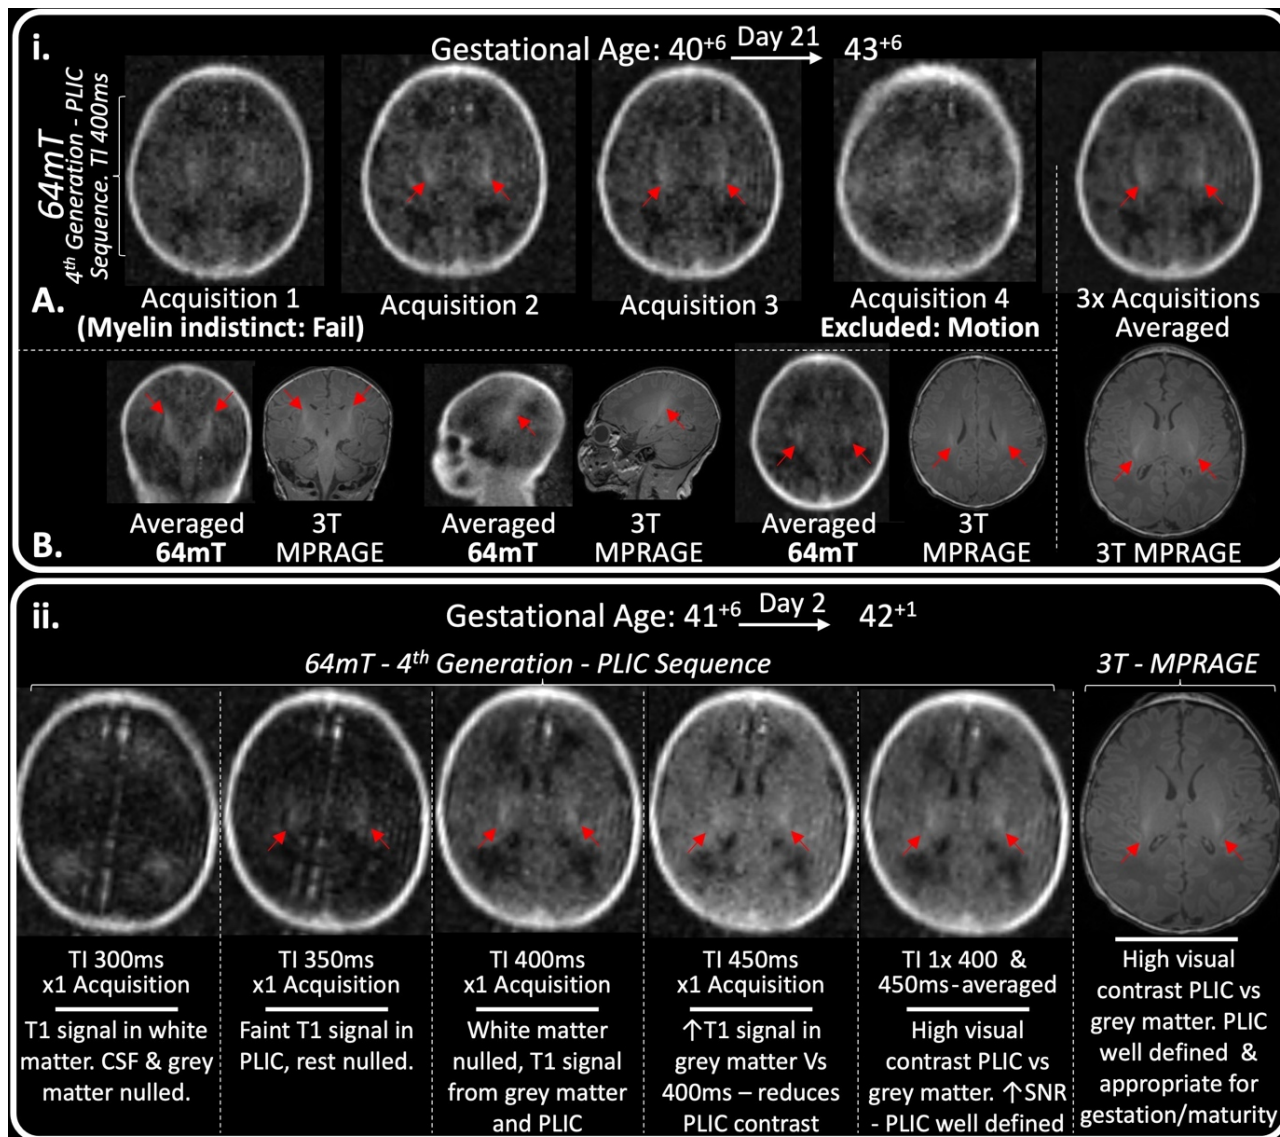 i.
Gestational Age: 40+6 Day 21 43+6
64mT
4th Generation - PLIC
Sequence. TI 400ms
A.
Acquisition 1
(Myelin indistinct: Fail)
Acquisition 2
Acquisition 3
Acquisition 4
Excluded: Motion
3x Acquisitions
Averaged
B.
Averaged
64mT
3T
MPRAGE
Averaged
64mT
3T
MPRAGE
Averaged
64mT
3T
MPRAGE
3T MPRAGE
ii.
Gestational Age: 41+6 Day 2 42+1
64mT - 4th Generation - PLIC Sequence
3T - MPRAGE
TI 300ms
x1 Acquisition
T1 signal in white
matter. CSF & grey
matter nulled.
TI 350ms
x1 Acquisition
Faint T1 signal in
PLIC, rest nulled.
TI 400ms
x1 Acquisition
White matter
nulled, T1 signal
from grey matter
and PLIC
TI 450ms
x1 Acquisition
↑T1 signal in
grey matter Vs
400ms – reduces
PLIC contrast
TI 1x 400 &
450ms-averaged
High visual
contrast PLIC vs
grey matter. ↑SNR
- PLIC well defined
High visual
contrast PLIC vs
grey matter. PLIC
well defined &
appropriate for
gestation/maturity